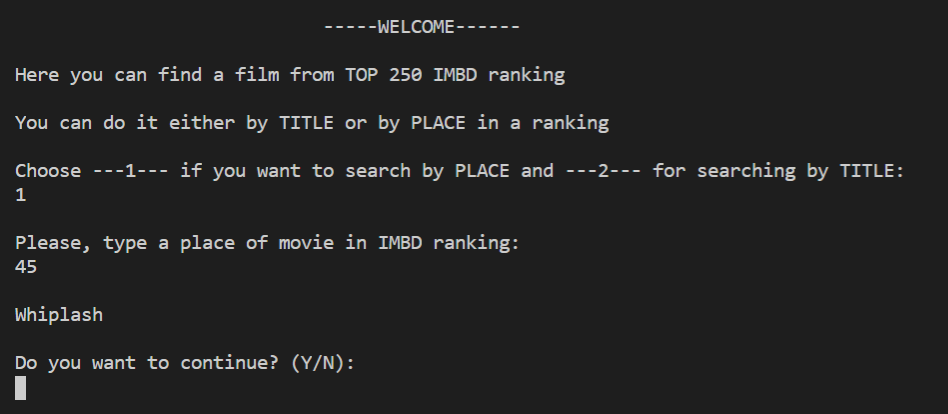 -----WELCOME------
Here you can find a film from TOP 250 IMBD ranking
You can do it either by TITLE or by PLACE in a ranking
Choose ---1--- if you want to search by PLACE and ---2--- for searching by TITLE:
1
Please, type a place of movie in IMBD ranking:
45
Whiplash
Do you want to continue? (Y/N):